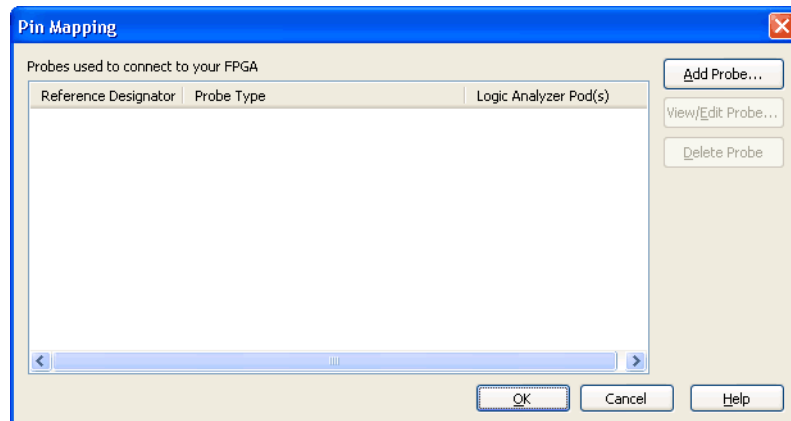 Pin Mapping
Probes used to connect to your FPGA
Add Probe...
Reference Designator Probe Type Logic Analyzer Pod(s)
View/Edit Probe...
Delete Probe
OK Cancel Help